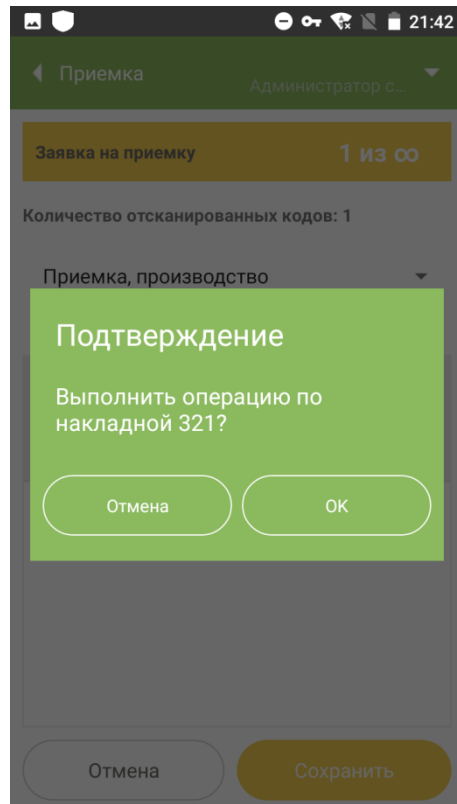 21:42
Приемка
Администратор с...
Заявка на приемку
1 из ∞
Количество отсканированных кодов: 1
Приемка, производство
Подтверждение
Выполнить операцию по
накладной 321?
Отмена
OK
Отмена
Сохранить